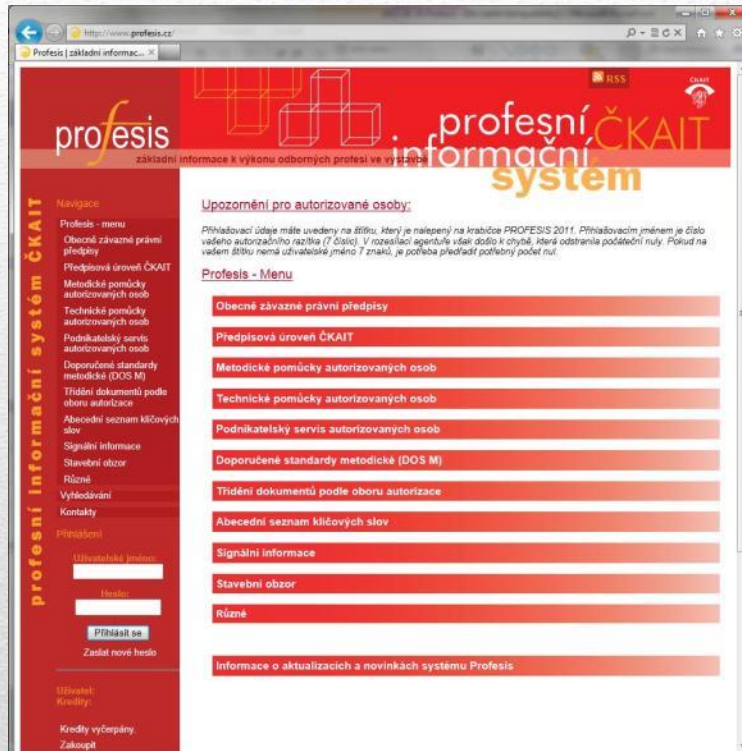 http://www.profesis.cz/
Profesis | základní informac...
RSS
ČKAIT
profesis
profesní
informační
systém
ČKAIT
základní informace k výkonu odborných profesí ve výstavbě
profesní informační systém ČKAIT
Navigace
Profesis - menu
Obecně závazné právní
předpisy
Předpisová úroveň ČKAIT
Metodické pomůcky
autorizovaných osob
Technické pomůcky
autorizovaných osob
Podnikatelský servis
autorizovaných osob
Doporučené standardy
metodické (DOS M)
Třídění dokumentů podle
oboru autorizace
Abecední seznam klíčových
slov
Signální informace
Stavební obzor
Různé
Vyhledávání
Kontakty
Přihlášení
Uživatelské jméno:
Heslo:
Přihlásit se
Zaslat nové heslo
Uživatel:
Kredity:
Kredity vyčerpány.
Zakoupit
Upozornění pro autorizované osoby:
Přihlašovací údaje máte uvedeny na štítku, který je nalepený na krabičce PROFESIS 2011. Přihlašovacím jménem je číslo
vašeho autorizačního razítka (7 číslic). V rozesílací agentuře však došlo k chybě, která odstranila počáteční nuly. Pokud na
vašem štítku nemá uživatelské jméno 7 znaků, je potřeba předřadit potřebný počet nul.
Profesis - Menu
Obecně závazné právní předpisy
Předpisová úroveň ČKAIT
Metodické pomůcky autorizovaných osob
Technické pomůcky autorizovaných osob
Podnikatelský servis autorizovaných osob
Doporučené standardy metodické (DOS M)
Třídění dokumentů podle oboru autorizace
Abecední seznam klíčových slov
Signální informace
Stavební obzor
Různé
Informace o aktualizacích a novinkách systému Profesis